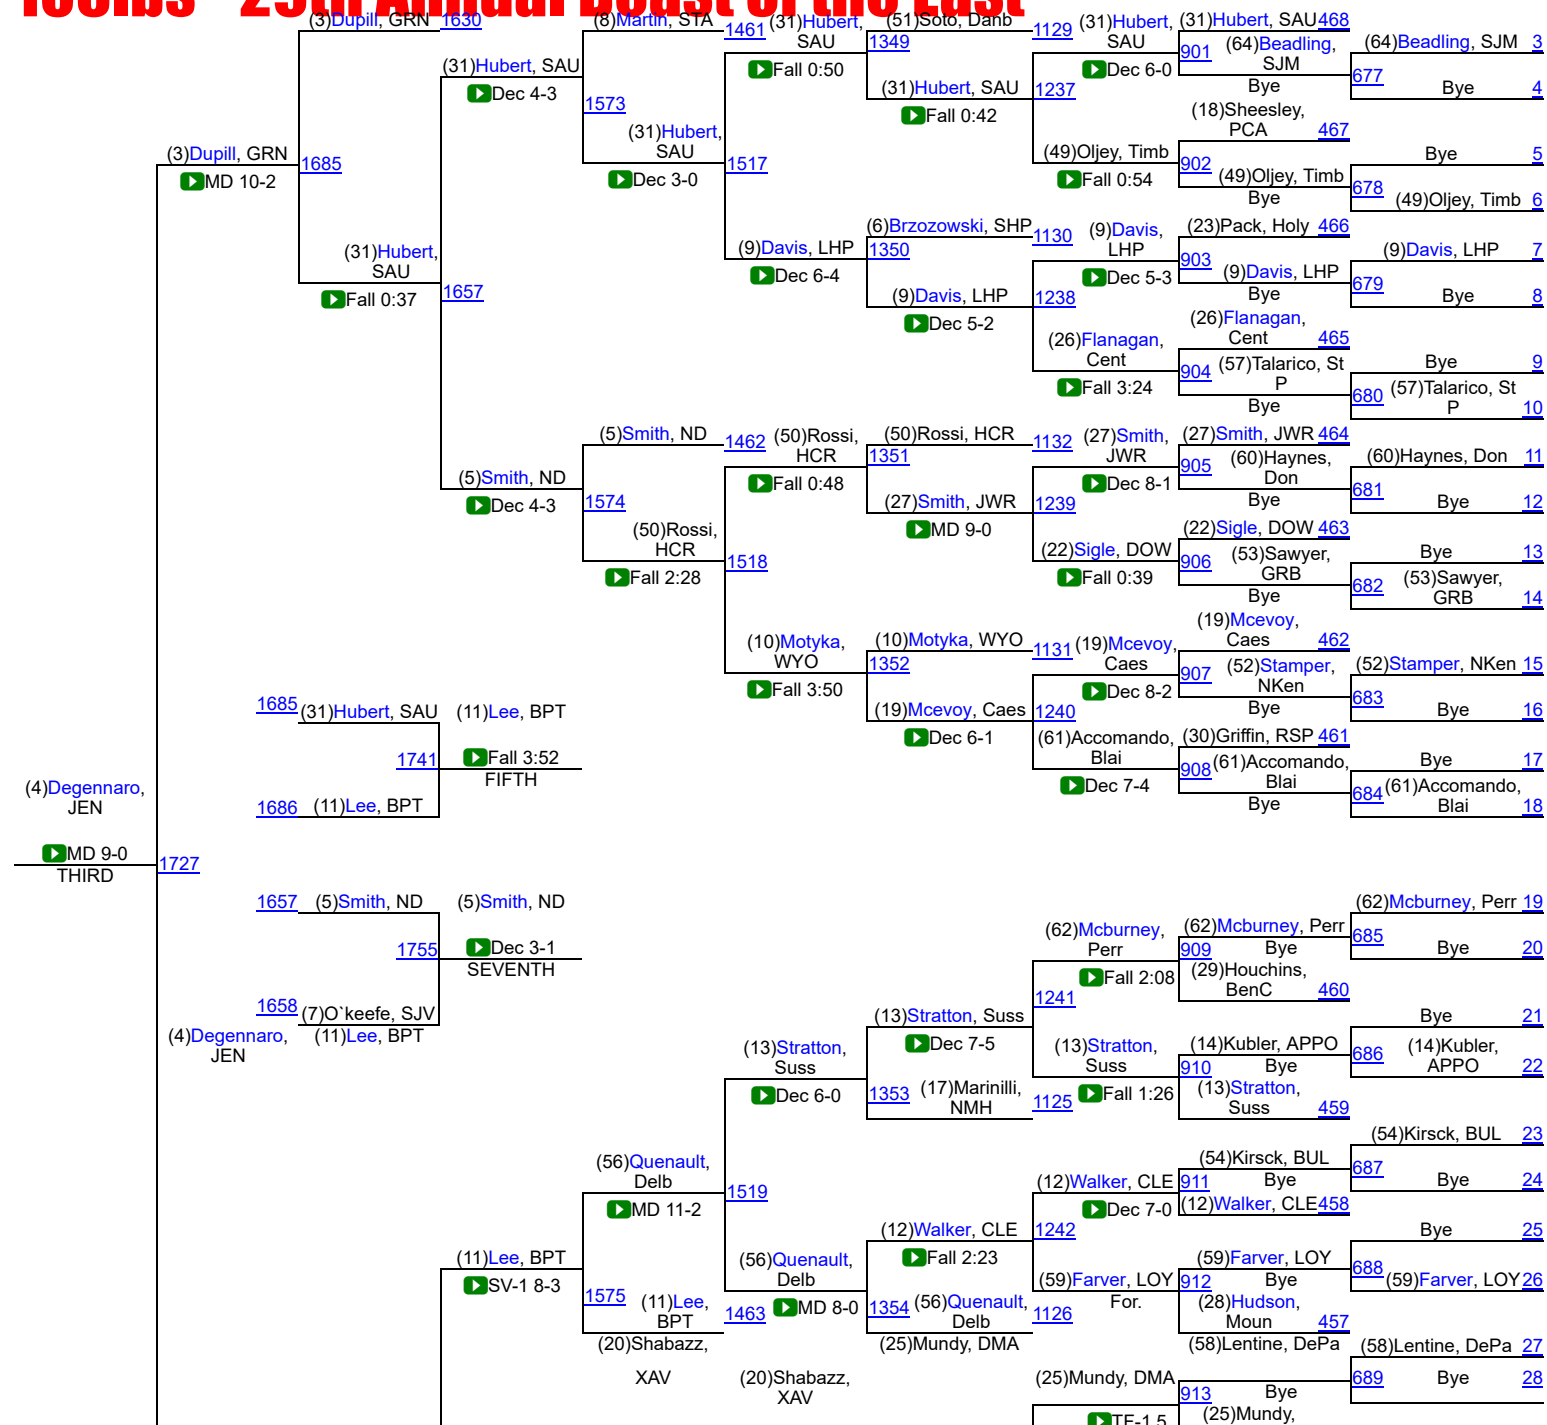 106lbs - 29th Annual Beast of the East
(3)Dupill, GRN 1630
(8)Martin, STA
1461
(31)Hubert,
SAU
(51)Soto, Danb
1129
(31)Hubert,
SAU
(31)Hubert, SAU 468
(64)Beadling, SJM 3
1349
901
(64)Beadling,
SJM
(31)Hubert, SAU
Fall 0:50
Dec 6-0
Bye
677
Bye 4
Dec 4-3
(31)Hubert, SAU
1237
1573
Fall 0:42
(18)Sheesley,
PCA 467
(31)Hubert,
SAU
(3)Dupill, GRN
1685
1517
(49)Oljey, Timb
902
Bye 5
MD 10-2
Dec 3-0
Fall 0:54
(49)Oljey, Timb
Bye
678
(49)Oljey, Timb 6
(6)Brzozowski, SHP
1130
(9)Davis,
LHP
(23)Pack, Holy 466
(31)Hubert,
SAU
(9)Davis, LHP
1350
903
(9)Davis, LHP 7
Dec 6-4
Dec 5-3
(9)Davis, LHP
Bye
679
Fall 0:37
1657
(9)Davis, LHP
1238
Bye 8
Dec 5-2
(26)Flanagan,
Cent 465
(26)Flanagan,
Cent
904
(57)Talarico, St
P
Bye 9
Fall 3:24
Bye
680
(57)Talarico, St
P 10
(5)Smith, ND
1462
(50)Rossi,
HCR
(50)Rossi, HCR
1132
(27)Smith,
JWR
(27)Smith, JWR 464
1351
905
(60)Haynes,
Don
(60)Haynes, Don 11
(5)Smith, ND
Fall 0:48
Dec 8-1
Bye
681
Dec 4-3
1574
(27)Smith, JWR
1239
Bye 12
MD 9-0
(22)Sigle, DOW 463
(50)Rossi,
HCR
1518
(22)Sigle, DOW
906
(53)Sawyer,
GRB
Bye 13
Fall 2:28
Fall 0:39
Bye
682
(53)Sawyer,
GRB 14
(19)Mcevoy,
Caes 462
(10)Motyka,
WYO
(10)Motyka, WYO
1131
(19)Mcevoy,
Caes
1352
907
(52)Stamper,
NKen
(52)Stamper, NKen 15
Fall 3:50
Dec 8-2
Bye
683
1685
(31)Hubert, SAU
(11)Lee, BPT
(19)Mcevoy, Caes
1240
Bye 16
Dec 6-1
(61)Accomando,
Blai
(30)Griffin, RSP 461
1741
Fall 3:52
FIFTH
908
(61)Accomando,
Blai
Bye 17
Dec 7-4
Bye
684
(61)Accomando,
Blai 18
(4)Degennaro,
JEN
1686
(11)Lee, BPT
MD 9-0
THIRD
1727
1657
(5)Smith, ND
(5)Smith, ND
(62)Mcburney, Perr 19
(62)Mcburney,
Perr
(62)Mcburney, Perr
685
1755
Dec 3-1
SEVENTH
909
Bye
Bye 20
Fall 2:08
(29)Houchins,
BenC 460
1241
1658
(7)O`keefe, SJV
(13)Stratton, Suss
Bye 21
(4)Degennaro,
JEN
(11)Lee, BPT
Dec 7-5
(13)Stratton,
Suss
(13)Stratton,
Suss
(14)Kubler, APPO
686
(14)Kubler,
APPO 22
910
Bye
Dec 6-0
1353
(17)Marinilli,
NMH
1125
Fall 1:26
(13)Stratton,
Suss 459
(54)Kirsck, BUL 23
(56)Quenault,
Delb
(54)Kirsck, BUL
687
MD 11-2
1519
(12)Walker, CLE
911
Bye
Bye 24
Dec 7-0
(12)Walker, CLE 458
(12)Walker, CLE
1242
Bye 25
(11)Lee, BPT
(56)Quenault,
Delb
Fall 2:23
(59)Farver, LOY
(59)Farver, LOY
688
(59)Farver, LOY 26
SV-1 8-3
912
Bye
1575
(11)Lee,
BPT
1463
MD 8-0
1354
(56)Quenault,
Delb
1126
For.
(28)Hudson,
Moun 457
(20)Shabazz,
XAV
(25)Mundy, DMA
(58)Lentine, DePa
(58)Lentine, DePa 27
(20)Shabazz,
XAV
(25)Mundy, DMA
913
Bye
689
Bye 28
TF-1.5
(25)Mundy,